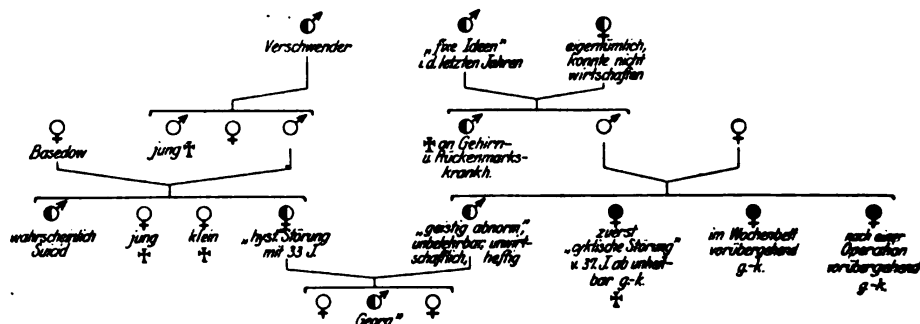 Verschwender
„fixe Ideen"
i.d. letzten Jahren
eigentümlich,
konnte nicht
wirtschaften
Basedow
jung ♰
♰ an Gehirn-
u. Rückenmarks-
krankh.
wahrscheinlich
Suicid
jung
♰
klein
♰
„hyst. Störung
mit 33 J.
„geistig abnorm,"
unbelehrbar, unwirt-
schaftlich, heftig
zuerst
„cyklische Störung"
v. 37. J. ab unheil-
bar g.-k.
♰
im Wochenbett
vorübergehend
g.-k.
nach einer
Operation
vorübergehend
g.-k.
Georg"